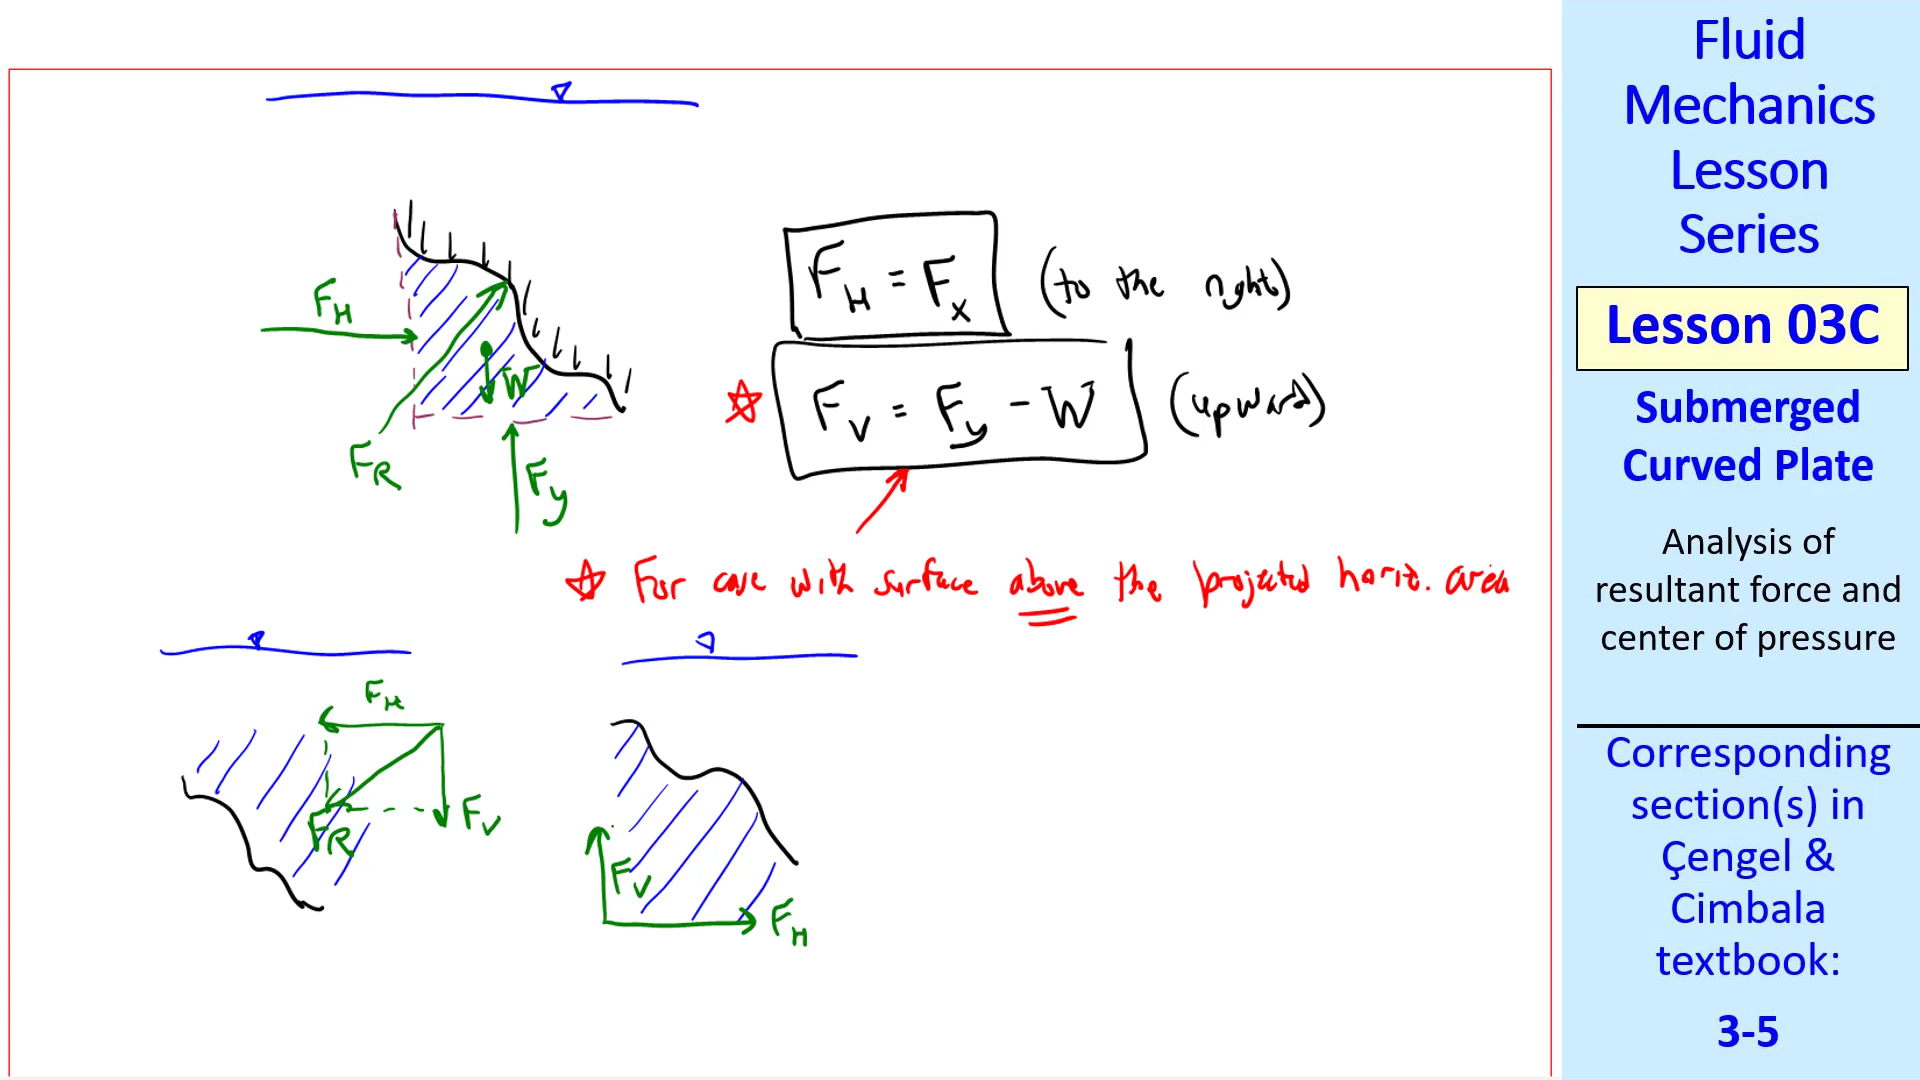 F_H
W
F_R
F_y
F_H = F_x (to the right)
☆ F_V = F_y - W (upward)
☆ For case with surface above the projected horiz. area
F_H
F_V
F_R
F_V
F_H
Fluid
Mechanics
Lesson
Series
Lesson 03C
Submerged
Curved Plate
Analysis of
resultant force and
center of pressure
Corresponding
section(s) in
Çengel &
Cimbala
textbook:
3-5